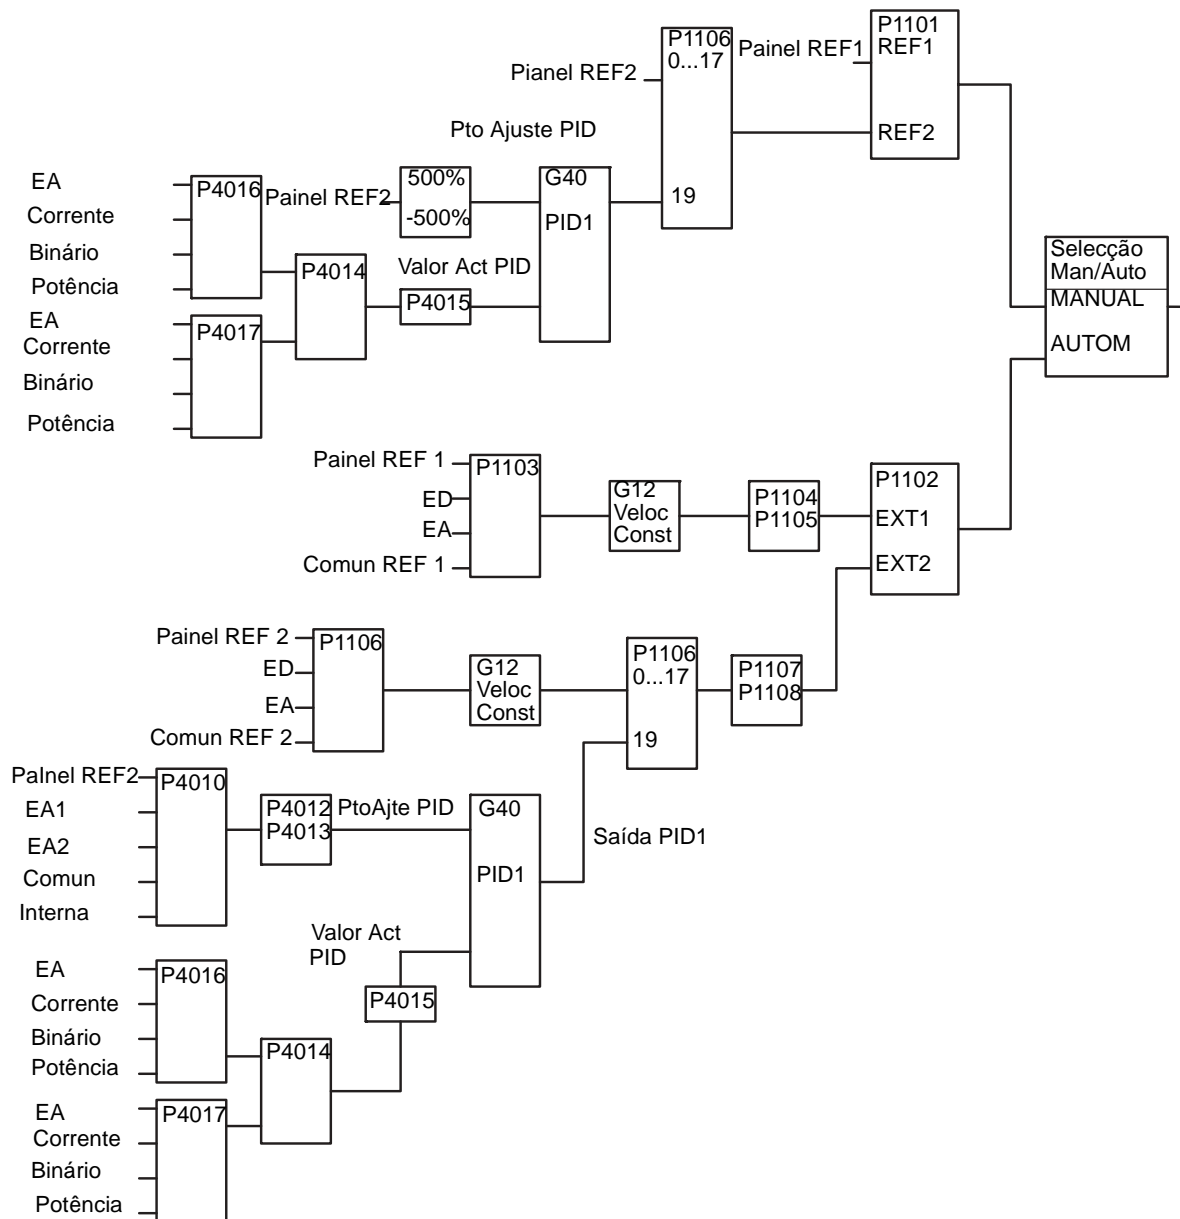 P1101
REF1
REF2
P1106
0...17
19
Painel REF1
Pianel REF2
Pto Ajuste PID
500%
-500%
Painel REF2
G40
PID1
EA
Corrente
Binário
Potência
P4016
P4014
Valor Act PID
P4015
EA
Corrente
Binário
Potência
P4017
Selecção
Man/Auto
MANUAL
AUTOM
Painel REF 1
ED
EA
Comun REF 1
P1103
G12
Veloc
Const
P1104
P1105
P1102
EXT1
EXT2
Painel REF 2
ED
EA
Comun REF 2
P1106
G12
Veloc
Const
P1106
0...17
19
P1107
P1108
PaInel REF2
EA1
EA2
Comun
Interna
P4010
P4012
P4013
PtoAjte PID
G40
PID1
Saída PID1
Valor Act
PID
P4015
EA
Corrente
Binário
Potência
P4016
P4014
EA
Corrente
Binário
Potência
P4017